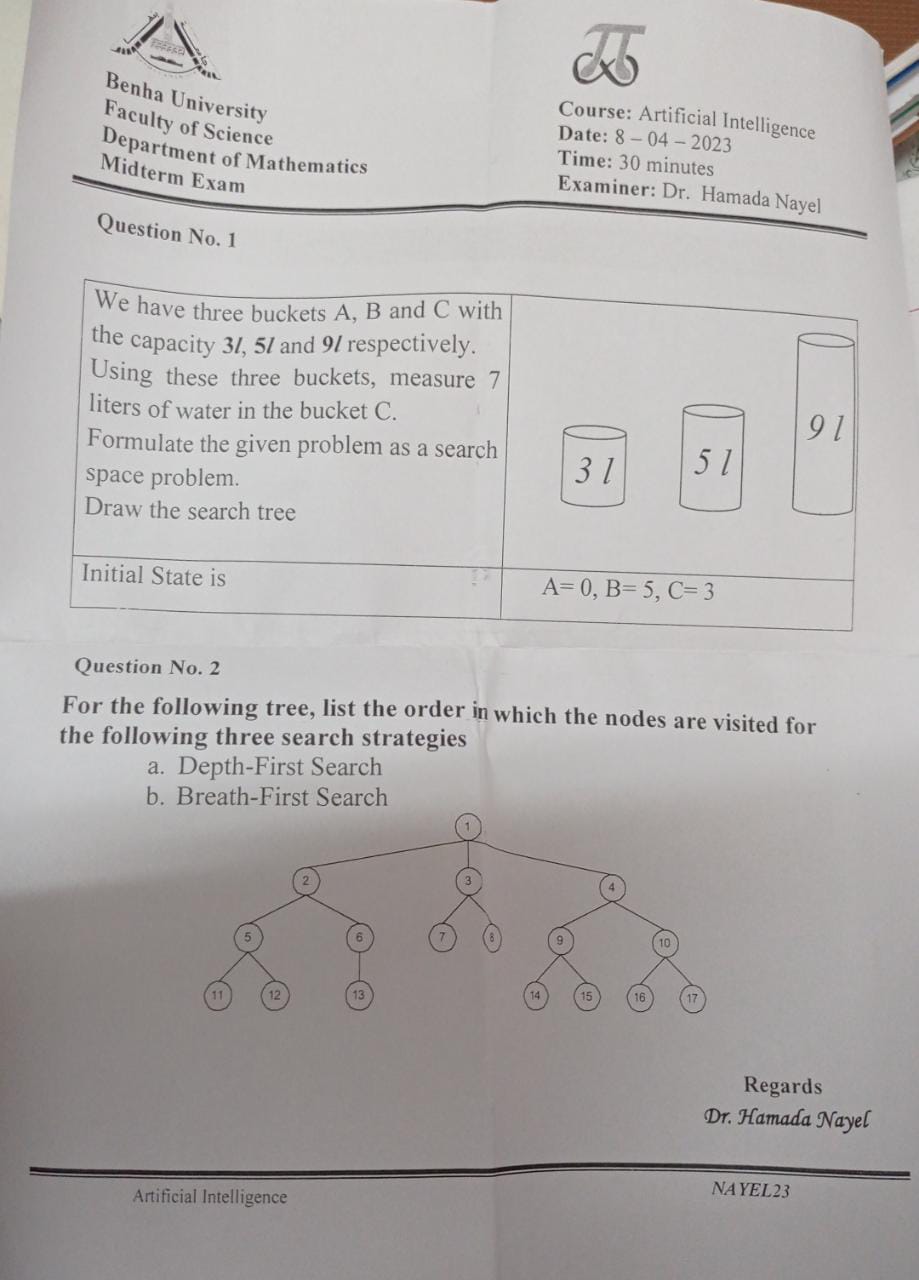 Benha University
Faculty of Science
Department of Mathematics
Midterm Exam
Course: Artificial Intelligence
Date: 8 – 04 – 2023
Time: 30 minutes
Examiner: Dr. Hamada Nayel
Question No. 1
We have three buckets A, B and C with
the capacity 3l, 5l and 9l respectively.
Using these three buckets, measure 7
liters of water in the bucket C.
Formulate the given problem as a search
space problem.
Draw the search tree
3 l
5 l
9 l
Initial State is
A= 0, B= 5, C= 3
Question No. 2
For the following tree, list the order in which the nodes are visited for
the following three search strategies
a. Depth-First Search
b. Breath-First Search
1
2 3 4
5 6 7 8 9 10
11 12 13 14 15 16 17
Regards
Dr. Hamada Nayel
Artificial Intelligence
NAYEL23